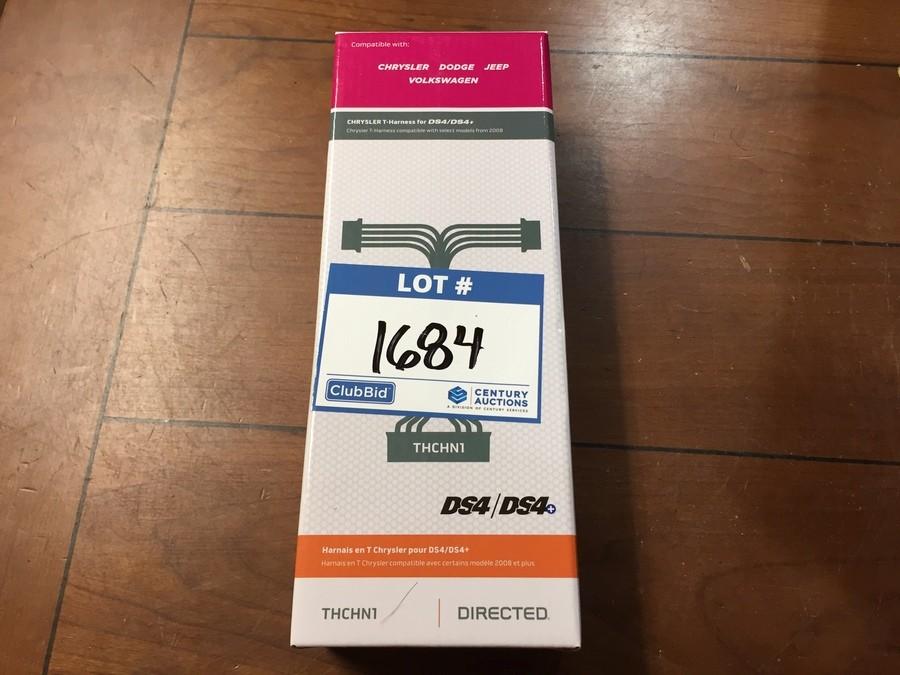 Compatible with:
CHRYSLER DODGE JEEP
VOLKSWAGEN
CHRYSLER T-Harness for DS4/DS4+
Chrysler T-Harness compatible with select models from 2008
LOT #
1684
ClubBid
CENTURY
AUCTIONS
A DIVISION OF CENTURY SERVICES
THCHN1
DS4/DS4+
Harnais en T Chrysler pour DS4/DS4+
Harnais en T Chrysler compatible avec certains modèle 2008 et plus
THCHN1 | DIRECTED